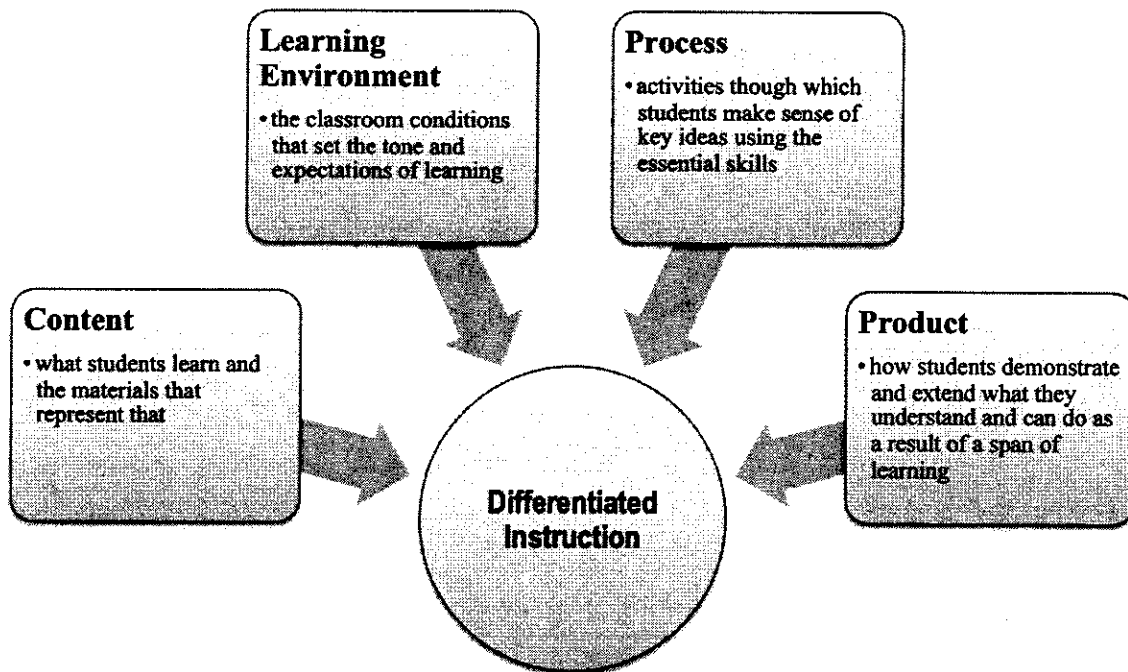 Learning
Environment
• the classroom conditions
that set the tone and
expectations of learning
Process
• activities though which
students make sense of
key ideas using the
essential skills
Content
• what students learn and
the materials that
represent that
Product
• how students demonstrate
and extend what they
understand and can do as
a result of a span of
learning
Differentiated
Instruction